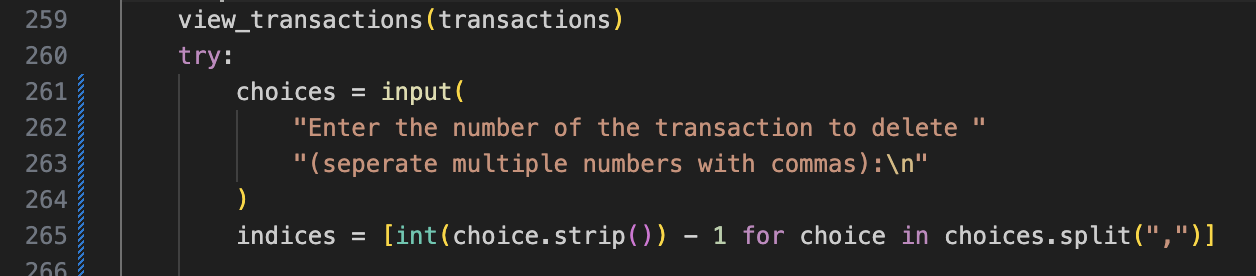 259 view_transactions(transactions)
260 try:
261 choices = input(
262 "Enter the number of the transaction to delete "
263 "(seperate multiple numbers with commas):\n"
264 )
265 indices = [int(choice.strip()) - 1 for choice in choices.split(",")]
266